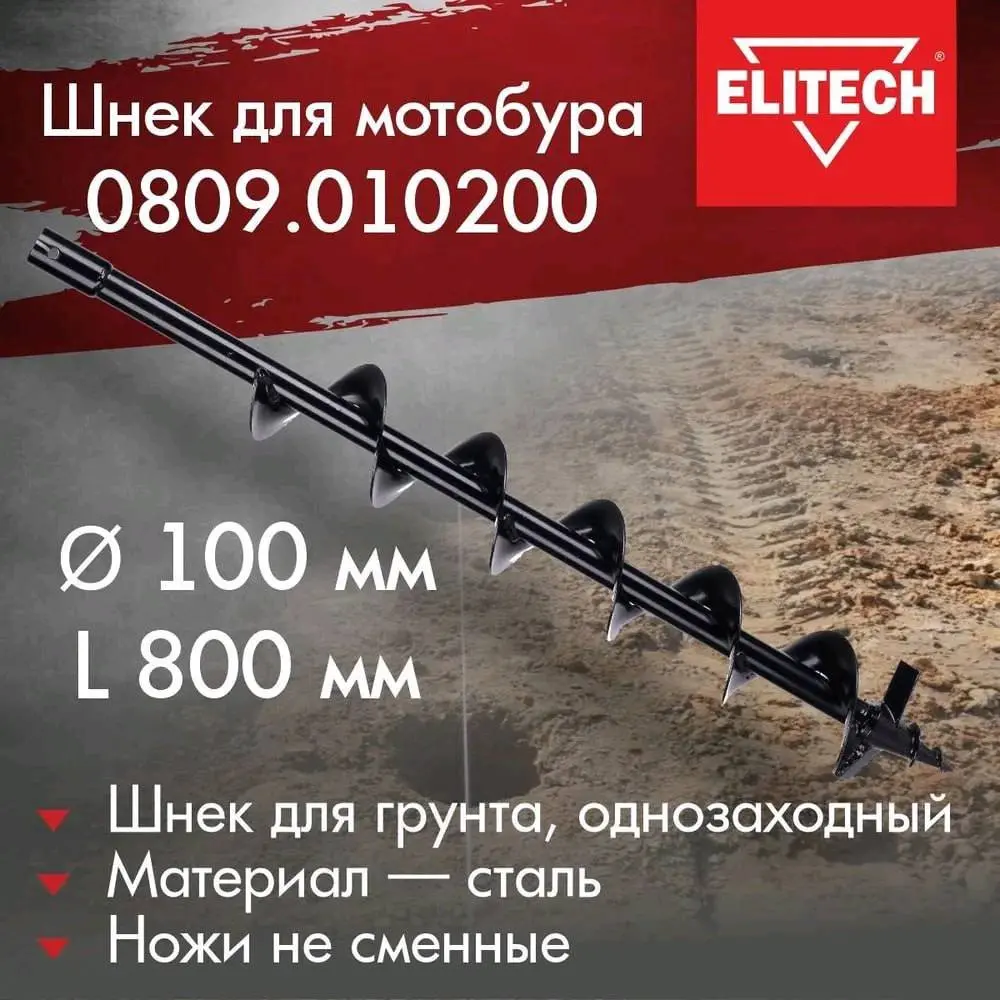 Шнек для мотобура
0809.010200
ELITECH®
Ø 100 мм
L 800 мм
Шнек для грунта, однозаходный
Материал — сталь
Ножи не сменные